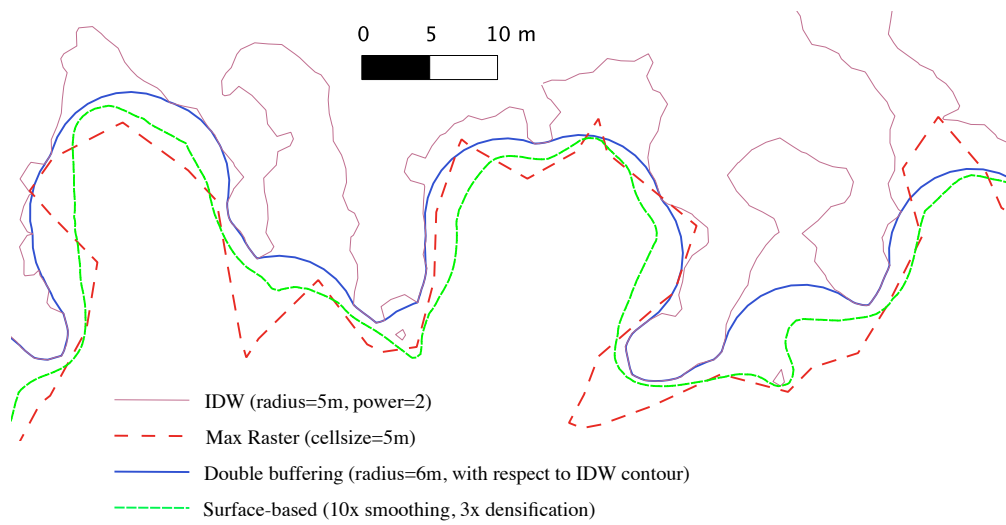 0 5 10 m
IDW (radius=5m, power=2)
Max Raster (cellsize=5m)
Double buffering (radius=6m, with respect to IDW contour)
Surface-based (10x smoothing, 3x densification)